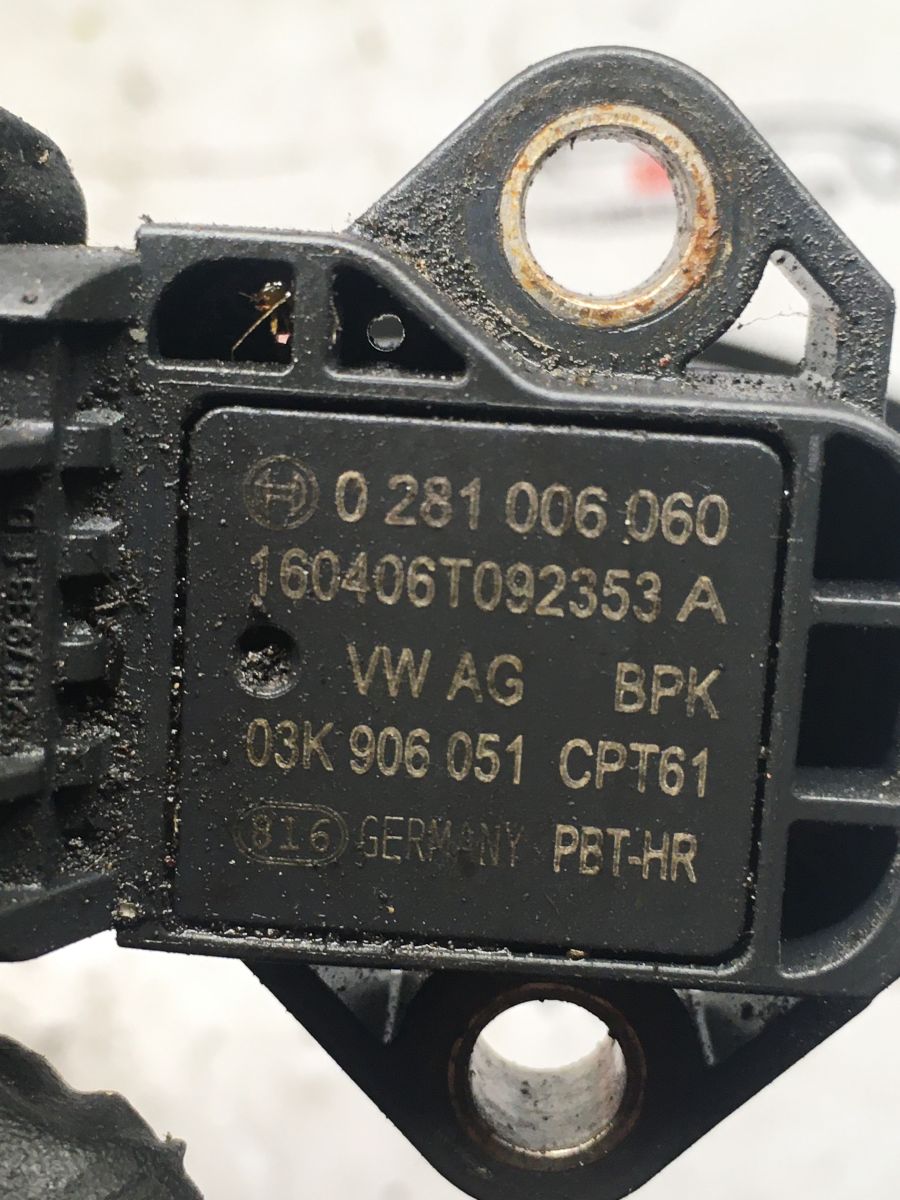 0 281 006 060
160406T092353 A
VW AG BPK
03K 906 051 CPT61
816 GERMANY PBT-HR